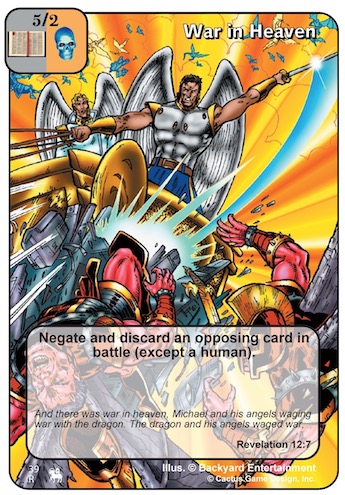 5/2
War in Heaven
Negate and discard an opposing card in
battle (except a human).
And there was war in heaven, Michael and his angels waging
war with the dragon. The dragon and his angels waged war.
Revelation 12:7
39
R
Illus. © Backyard Entertainment
© Cactus Game Design, Inc.